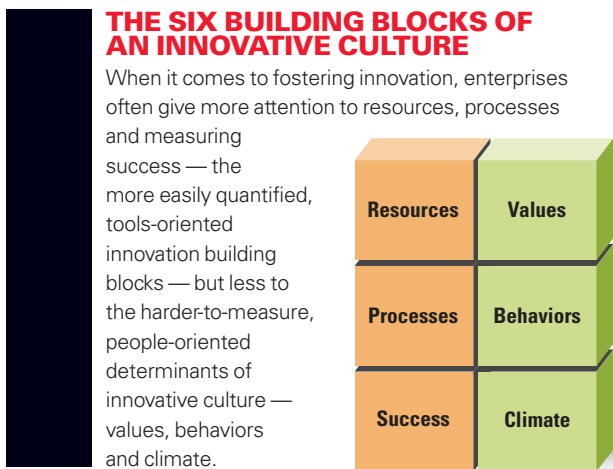 THE SIX BUILDING BLOCKS OF
AN INNOVATIVE CULTURE
When it comes to fostering innovation, enterprises
often give more attention to resources, processes
and measuring
success — the
more easily quantified,
tools-oriented
innovation building
blocks — but less to
the harder-to-measure,
people-oriented
determinants of
innovative culture —
values, behaviors
and climate.
Resources Values
Processes Behaviors
Success Climate